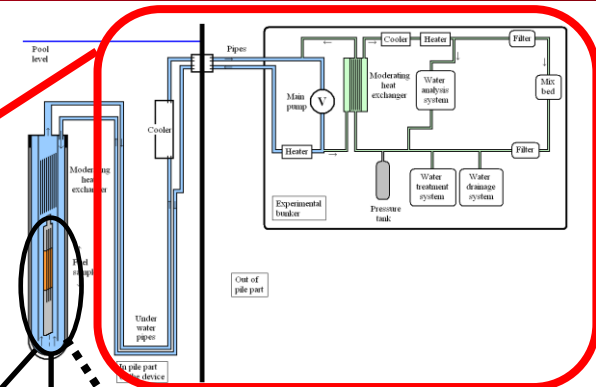 Pool
level
Pipes
Cooler
Heater
Filter
Main
pump
V
Moderating
heat
exchanger
Water
analysis
system
Mix
bed
Cooler
Heater
Filter
Moderating
heat
exchanger
Experimental
bunker
Pressure
tank
Water
treatment
system
Water
drainage
system
Fuel
sample
Out of
pile part
Under
water
pipes
In pile part
the device